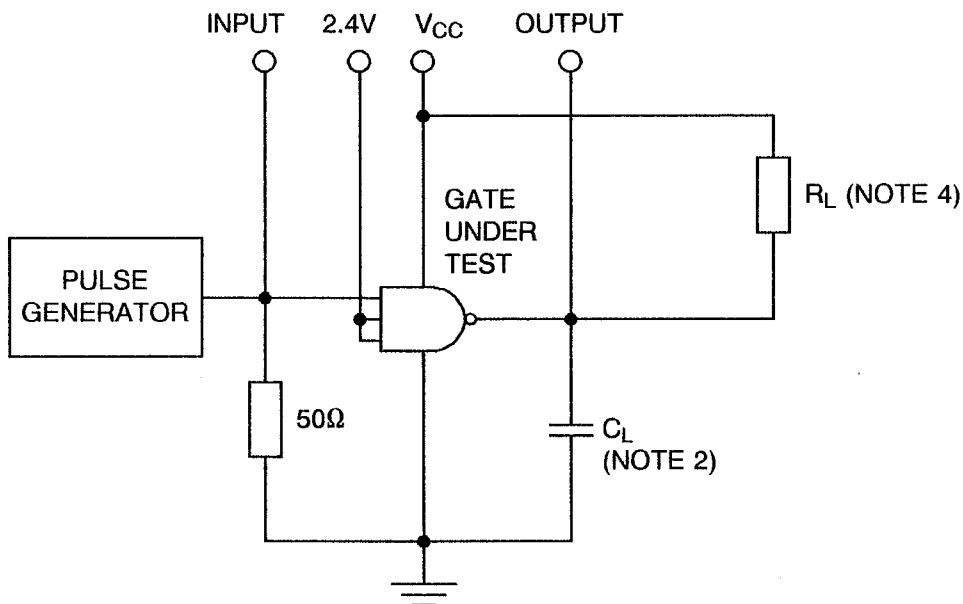 INPUT 2.4V VCC OUTPUT
GATE
UNDER
TEST
RL (NOTE 4)
PULSE
GENERATOR
50Ω
CL
(NOTE 2)